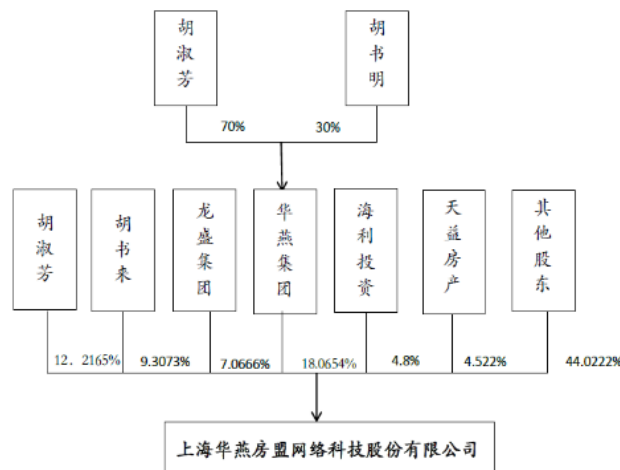 胡淑芳
胡书明
70%
30%
胡淑芳
胡书来
龙盛集团
华燕集团
海利投资
天益房产
其他股东
12. 2165%
9.3073%
7.0666%
18.0654%
4.8%
4.522%
44.0222%
上海华燕房盟网络科技股份有限公司